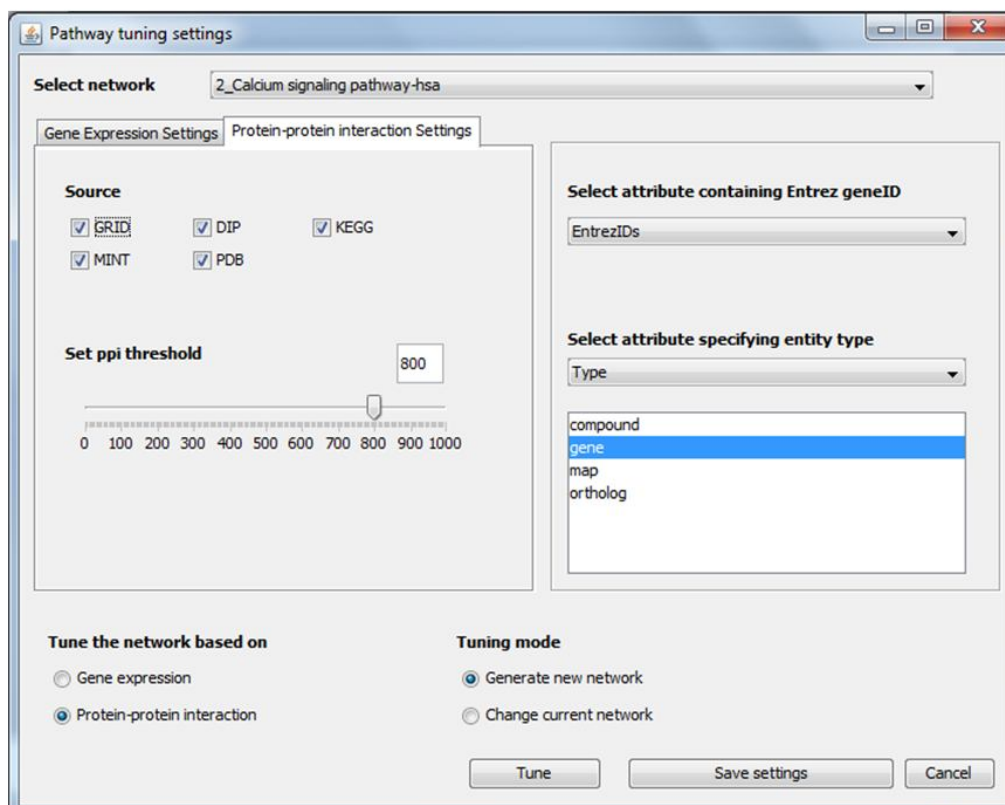 Pathway tuning settings
Select network 2_Calcium signaling pathway-hsa
Gene Expression Settings Protein-protein interaction Settings
Source
GRID DIP KEGG
MINT PDB
Set ppi threshold
800
0 100 200 300 400 500 600 700 800 900 1000
Select attribute containing Entrez geneID
EntrezIDs
Select attribute specifying entity type
Type
compound
gene
map
ortholog
Tune the network based on
Gene expression
Protein-protein interaction
Tuning mode
Generate new network
Change current network
Tune Save settings Cancel